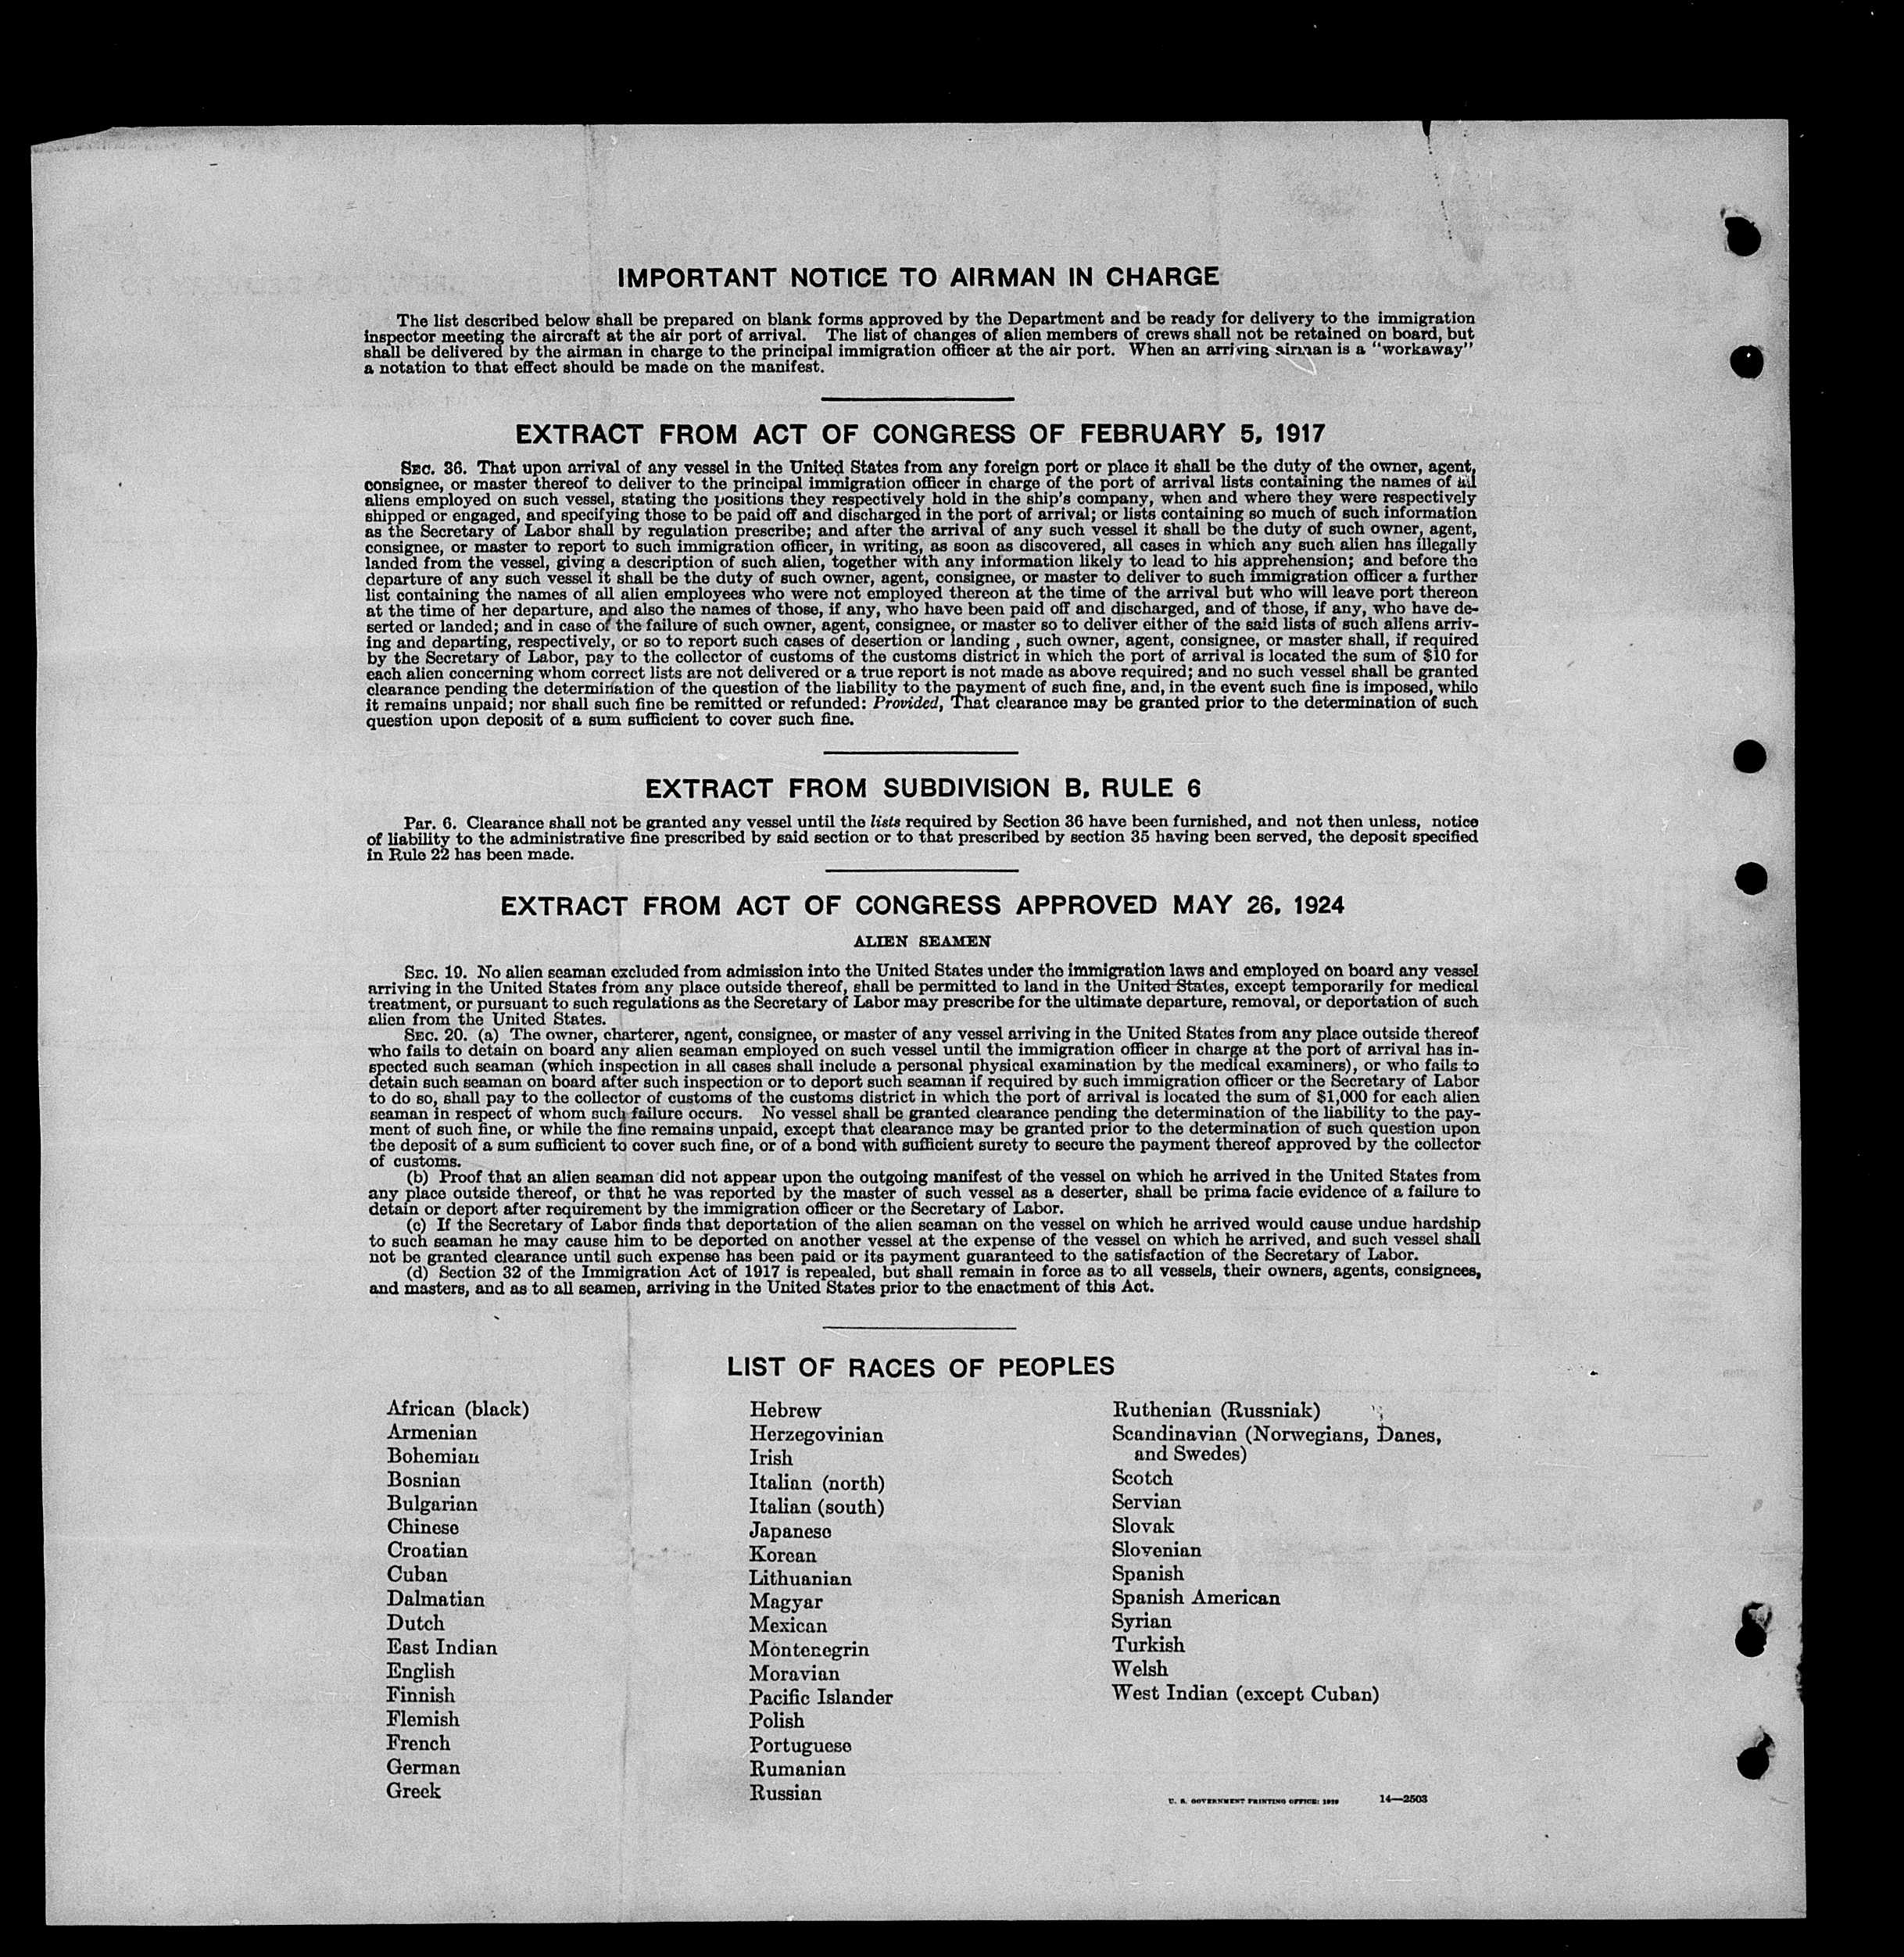 IMPORTANT NOTICE TO AIRMAN IN CHARGE
The list described below shall be prepared on blank forms approved by the Department and be ready for delivery to the immigration
inspector meeting the aircraft at the air port of arrival. The list of changes of alien members of crews shall not be retained on board, but
shall be delivered by the airman in charge to the principal immigration officer at the air port. When an arriving airman is a "workaway"
a notation to that effect should be made on the manifest.
EXTRACT FROM ACT OF CONGRESS OF FEBRUARY 5, 1917
SEC. 36. That upon arrival of any vessel in the United States from any foreign port or place it shall be the duty of the owner, agent,
consignee, or master thereof to deliver to the principal immigration officer in charge of the port of arrival lists containing the names of all
aliens employed on such vessel, stating the positions they respectively hold in the ship's company, when and where they were respectively
shipped or engaged, and specifying those to be paid off and discharged in the port of arrival; or lists containing so much of such information
as the Secretary of Labor shall by regulation prescribe; and after the arrival of any such vessel it shall be the duty of such owner, agent,
consignee, or master to report to such immigration officer, in writing, as soon as discovered, all cases in which any such alien has illegally
landed from the vessel, giving a description of such alien, together with any information likely to lead to his apprehension; and before the
departure of any such vessel it shall be the duty of such owner, agent, consignee, or master to deliver to such immigration officer a further
list containing the names of all alien employees who were not employed thereon at the time of the arrival but who will leave port thereon
at the time of her departure, and also the names of those, if any, who have been paid off and discharged, and of those, if any, who have de-
serted or landed; and in case of the failure of such owner, agent, consignee, or master so to deliver either of the said lists of such aliens arriv-
ing and departing, respectively, or so to report such cases of desertion or landing , such owner, agent, consignee, or master shall, if required
by the Secretary of Labor, pay to the collector of customs of the customs district in which the port of arrival is located the sum of $10 for
each alien concerning whom correct lists are not delivered or a true report is not made as above required; and no such vessel shall be granted
clearance pending the determination of the question of the liability to the payment of such fine, and, in the event such fine is imposed, while
it remains unpaid; nor shall such fine be remitted or refunded: Provided, That clearance may be granted prior to the determination of such
question upon deposit of a sum sufficient to cover such fine.
EXTRACT FROM SUBDIVISION B, RULE 6
Par. 6. Clearance shall not be granted any vessel until the lists required by Section 36 have been furnished, and not then unless, notice
of liability to the administrative fine prescribed by said section or to that prescribed by section 35 having been served, the deposit specified
in Rule 22 has been made.
EXTRACT FROM ACT OF CONGRESS APPROVED MAY 26, 1924
ALIEN SEAMEN
SEC. 19. No alien seaman excluded from admission into the United States under the immigration laws and employed on board any vessel
arriving in the United States from any place outside thereof, shall be permitted to land in the United States, except temporarily for medical
treatment, or pursuant to such regulations as the Secretary of Labor may prescribe for the ultimate departure, removal, or deportation of such
alien from the United States.
SEC. 20. (a) The owner, charterer, agent, consignee, or master of any vessel arriving in the United States from any place outside thereof
who fails to detain on board any alien seaman employed on such vessel until the immigration officer in charge at the port of arrival has in-
spected such seaman (which inspection in all cases shall include a personal physical examination by the medical examiners), or who fails to
detain such seaman on board after such inspection or to deport such seaman if required by such immigration officer or the Secretary of Labor
to do so, shall pay to the collector of customs of the customs district in which the port of arrival is located the sum of $1,000 for each alien
seaman in respect of whom such failure occurs. No vessel shall be granted clearance pending the determination of the liability to the pay-
ment of such fine, or while the fine remains unpaid, except that clearance may be granted prior to the determination of such question upon
the deposit of a sum sufficient to cover such fine, or of a bond with sufficient surety to secure the payment thereof approved by the collector
of customs.
(b) Proof that an alien seaman did not appear upon the outgoing manifest of the vessel on which he arrived in the United States from
any place outside thereof, or that he was reported by the master of such vessel as a deserter, shall be prima facie evidence of a failure to
detain or deport after requirement by the immigration officer or the Secretary of Labor.
(c) If the Secretary of Labor finds that deportation of the alien seaman on the vessel on which he arrived would cause undue hardship
to such seaman he may cause him to be deported on another vessel at the expense of the vessel on which he arrived, and such vessel shall
not be granted clearance until such expense has been paid or its payment guaranteed to the satisfaction of the Secretary of Labor.
(d) Section 32 of the Immigration Act of 1917 is repealed, but shall remain in force as to all vessels, their owners, agents, consignees,
and masters, and as to all seamen, arriving in the United States prior to the enactment of this Act.
LIST OF RACES OF PEOPLES
African (black)
Armenian
Bohemian
Bosnian
Bulgarian
Chinese
Croatian
Cuban
Dalmatian
Dutch
East Indian
English
Finnish
Flemish
French
German
Greek
Hebrew
Herzegovinian
Irish
Italian (north)
Italian (south)
Japanese
Korean
Lithuanian
Magyar
Mexican
Montenegrin
Moravian
Pacific Islander
Polish
Portuguese
Rumanian
Russian
Ruthenian (Russniak)
Scandinavian (Norwegians, Danes,
and Swedes)
Scotch
Servian
Slovak
Slovenian
Spanish
Spanish American
Syrian
Turkish
Welsh
West Indian (except Cuban)
U. S. GOVERNMENT PRINTING OFFICE: 1929 14—2503